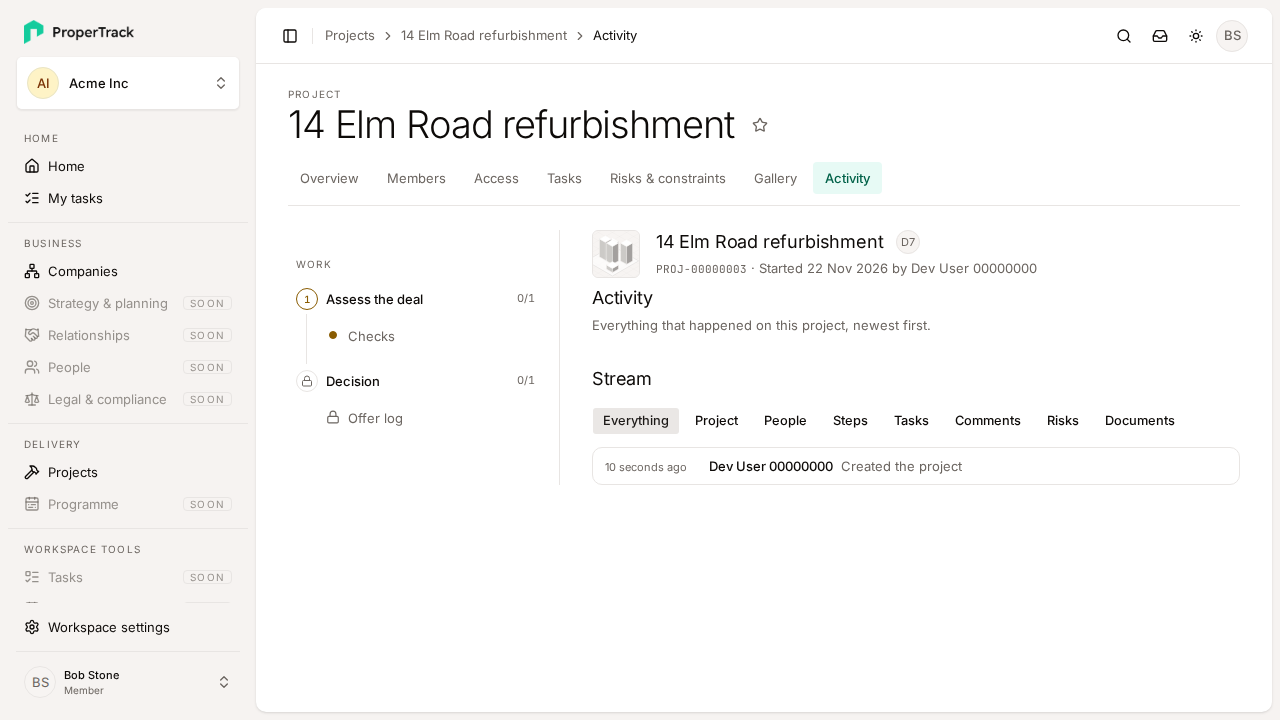 ProperTrack
Projects
14 Elm Road refurbishment
Activity
BS
AI
Acme Inc
HOME
Home
My tasks
BUSINESS
Companies
Strategy & planning
SOON
Relationships
SOON
People
SOON
Legal & compliance
SOON
DELIVERY
Projects
Programme
SOON
WORKSPACE TOOLS
Tasks
SOON
Workspace settings
BS
Bob Stone
Member
PROJECT
14 Elm Road refurbishment
Overview
Members
Access
Tasks
Risks & constraints
Gallery
Activity
WORK
1
Assess the deal
0/1
Checks
Decision
0/1
Offer log
14 Elm Road refurbishment
D7
PROJ-00000003 · Started 22 Nov 2026 by Dev User 00000000
Activity
Everything that happened on this project, newest first.
Stream
Everything
Project
People
Steps
Tasks
Comments
Risks
Documents
10 seconds ago
Dev User 00000000 Created the project